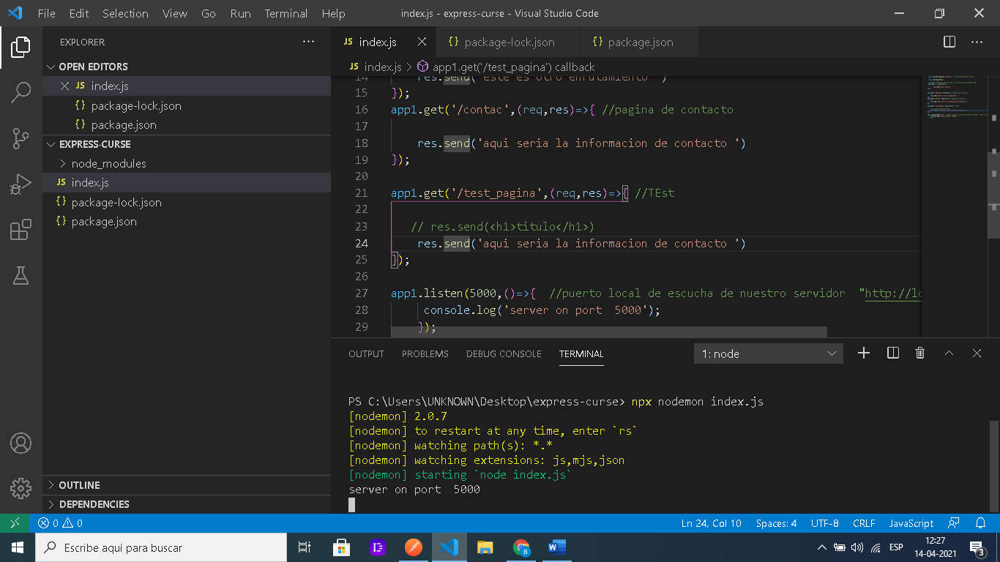 File Edit Selection View Go Run Terminal Help index.js - express-curse - Visual Studio Code
EXPLORER
OPEN EDITORS
JS index.js
{} package-lock.json
{} package.json
EXPRESS-CURSE
node_modules
JS index.js
{} package-lock.json
{} package.json
OUTLINE
DEPENDENCIES
JS index.js {} package-lock.json {} package.json
JS index.js > app1.get('/test_pagina') callback
14 res.send('este es otro enrutamiento ')
15 });
16 app1.get('/contac',(req,res)=>{ //pagina de contacto
17
18 res.send('aqui seria la informacion de contacto ')
19 });
20
21 app1.get('/test_pagina',(req,res)=>{ //TEst
22
23 // res.send(<h1>titulo</h1>)
24 res.send('aqui seria la informacion de contacto ')
25 });
26
27 app1.listen(5000,()=>{ //puerto local de escucha de nuestro servidor "http://lo
28 console.log('server on port  5000');
29 });
OUTPUT PROBLEMS DEBUG CONSOLE TERMINAL 1: node
PS C:\Users\UNKNOWN\Desktop\express-curse> npx nodemon index.js
[nodemon] 2.0.7
[nodemon] to restart at any time, enter `rs`
[nodemon] watching path(s): *.*
[nodemon] watching extensions: js,mjs,json
[nodemon] starting `node index.js`
server on port  5000
0 0 Ln 24, Col 10 Spaces: 4 UTF-8 CRLF JavaScript
Escribe aquí para buscar
ESP
12:27
14-04-2021
3